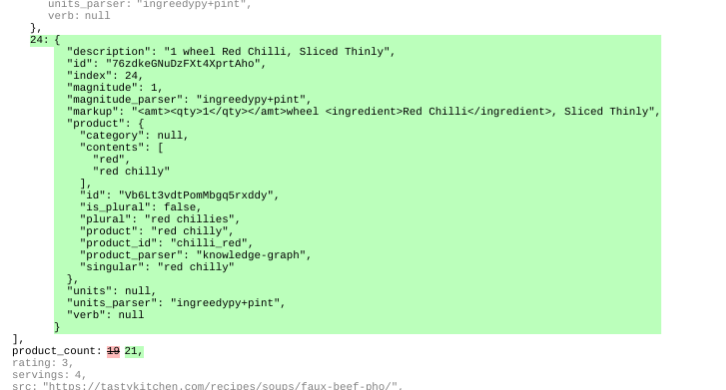 units_parser: "ingreedypy+pint",
verb: null
},
24: {
"description": "1 wheel Red Chilli, Sliced Thinly",
"id": "76zdkeGNuDzFXt4XprtAho",
"index": 24,
"magnitude": 1,
"magnitude_parser": "ingreedypy+pint",
"markup": "<amt><qty>1</qty></amt>wheel <ingredient>Red Chilli</ingredient>, Sliced Thinly",
"product": {
"category": null,
"contents": [
"red",
"red chilly"
],
"id": "Vb6Lt3vdtPomMbgq5rxddy",
"is_plural": false,
"plural": "red chillies",
"product": "red chilly",
"product_id": "chilli_red",
"product_parser": "knowledge-graph",
"singular": "red chilly"
},
"units": null,
"units_parser": "ingreedypy+pint",
"verb": null
}
],
product_count: 19 21,
rating: 3,
servings: 4,
src: "https://tastykitchen.com/recipes/soups/faux-beef-pho/",